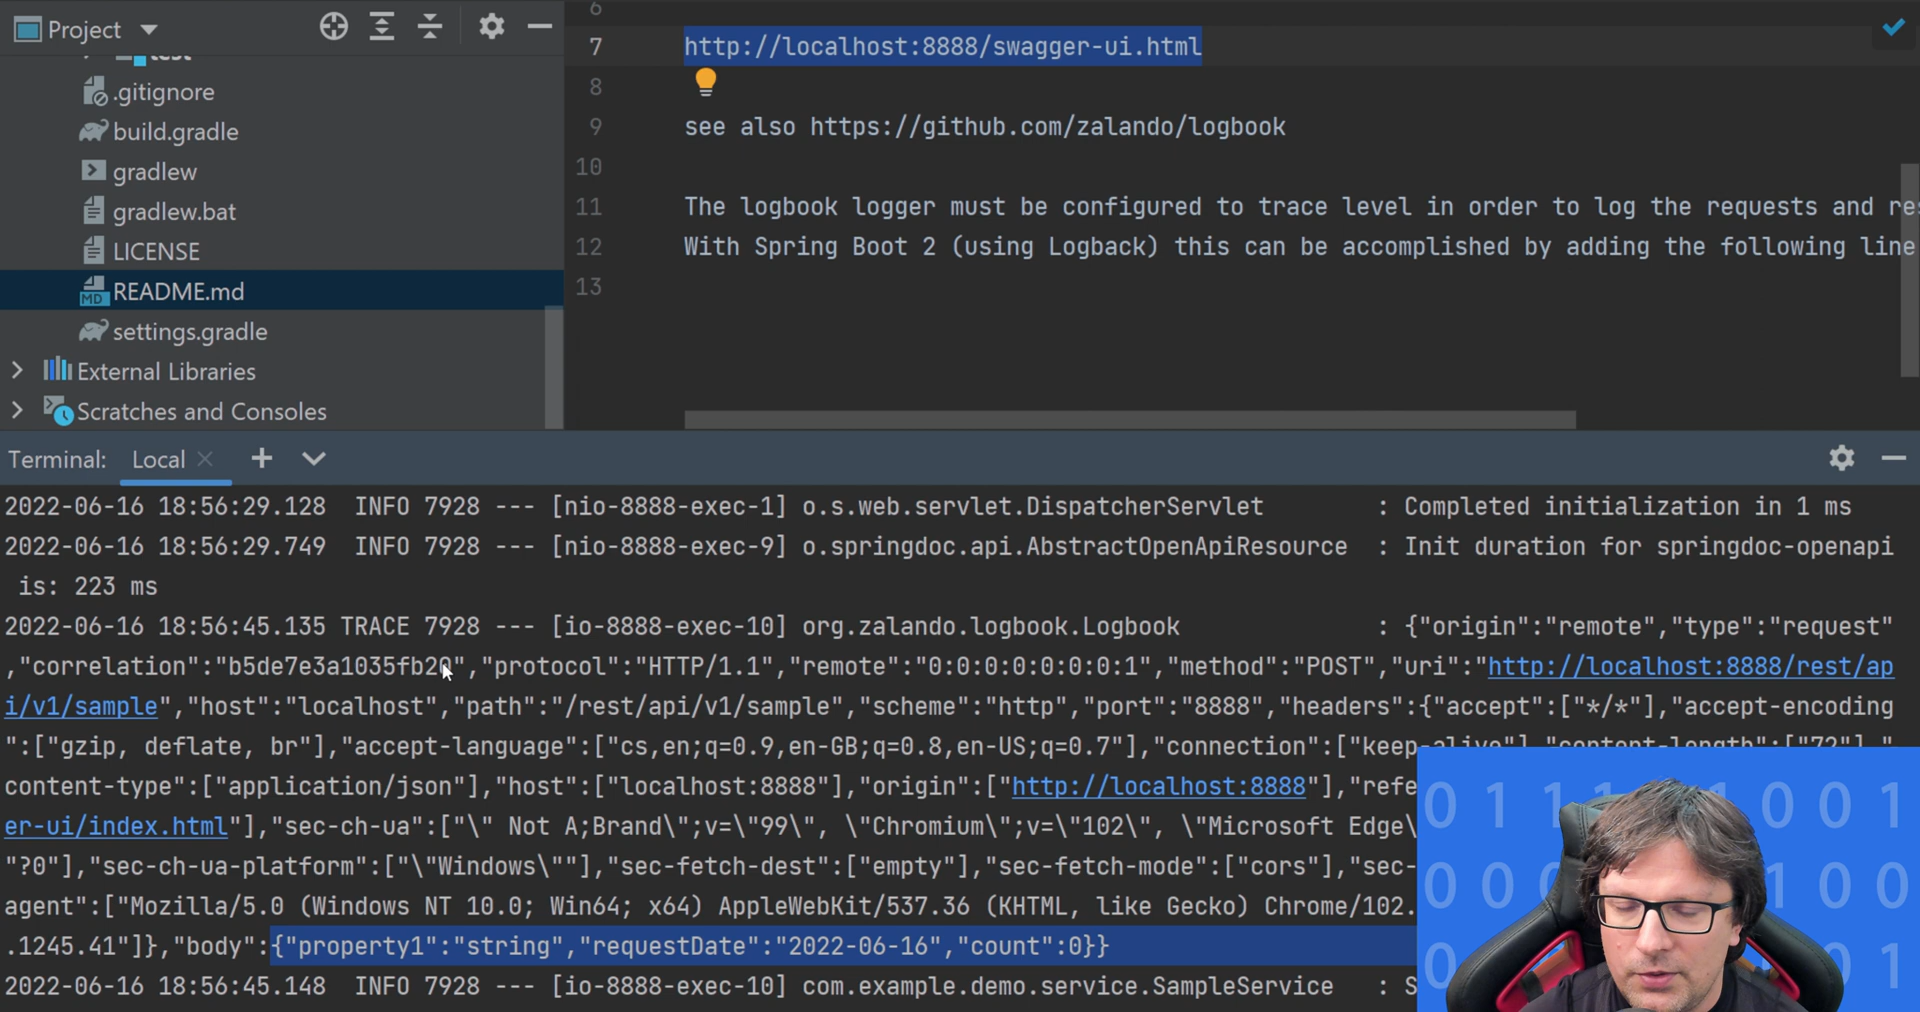 Project
6
7 http://localhost:8888/swagger-ui.html
test
.gitignore
8
build.gradle
9 see also https://github.com/zalando/logbook
gradlew
10
gradlew.bat
11 The logbook logger must be configured to trace level in order to log the requests and res
LICENSE
12 With Spring Boot 2 (using Logback) this can be accomplished by adding the following line
MD README.md
13
settings.gradle
External Libraries
Scratches and Consoles
Terminal: Local
2022-06-16 18:56:29.128 INFO 7928 --- [nio-8888-exec-1] o.s.web.servlet.DispatcherServlet : Completed initialization in 1 ms
2022-06-16 18:56:29.749 INFO 7928 --- [nio-8888-exec-9] o.springdoc.api.AbstractOpenApiResource : Init duration for springdoc-openapi
is: 223 ms
2022-06-16 18:56:45.135 TRACE 7928 --- [io-8888-exec-10] org.zalando.logbook.Logbook : {"origin":"remote","type":"request"
,"correlation":"b5de7e3a1035fb20","protocol":"HTTP/1.1","remote":"0:0:0:0:0:0:0:1","method":"POST","uri":"http://localhost:8888/rest/ap
i/v1/sample","host":"localhost","path":"/rest/api/v1/sample","scheme":"http","port":"8888","headers":{"accept":["*/*"],"accept-encoding
":["gzip, deflate, br"],"accept-language":["cs,en;q=0.9,en-GB;q=0.8,en-US;q=0.7"],"connection":["keep-alive"],"content-length":["72"],"
content-type":["application/json"],"host":["localhost:8888"],"origin":["http://localhost:8888"],"refe
er-ui/index.html"],"sec-ch-ua":["\" Not A;Brand\";v=\"99\", \"Chromium\";v=\"102\", \"Microsoft Edge\
"?0"],"sec-ch-ua-platform":["\"Windows\""],"sec-fetch-dest":["empty"],"sec-fetch-mode":["cors"],"sec-
agent":["Mozilla/5.0 (Windows NT 10.0; Win64; x64) AppleWebKit/537.36 (KHTML, like Gecko) Chrome/102.
.1245.41"]},"body":{"property1":"string","requestDate":"2022-06-16","count":0}}
2022-06-16 18:56:45.148 INFO 7928 --- [io-8888-exec-10] com.example.demo.service.SampleService : S